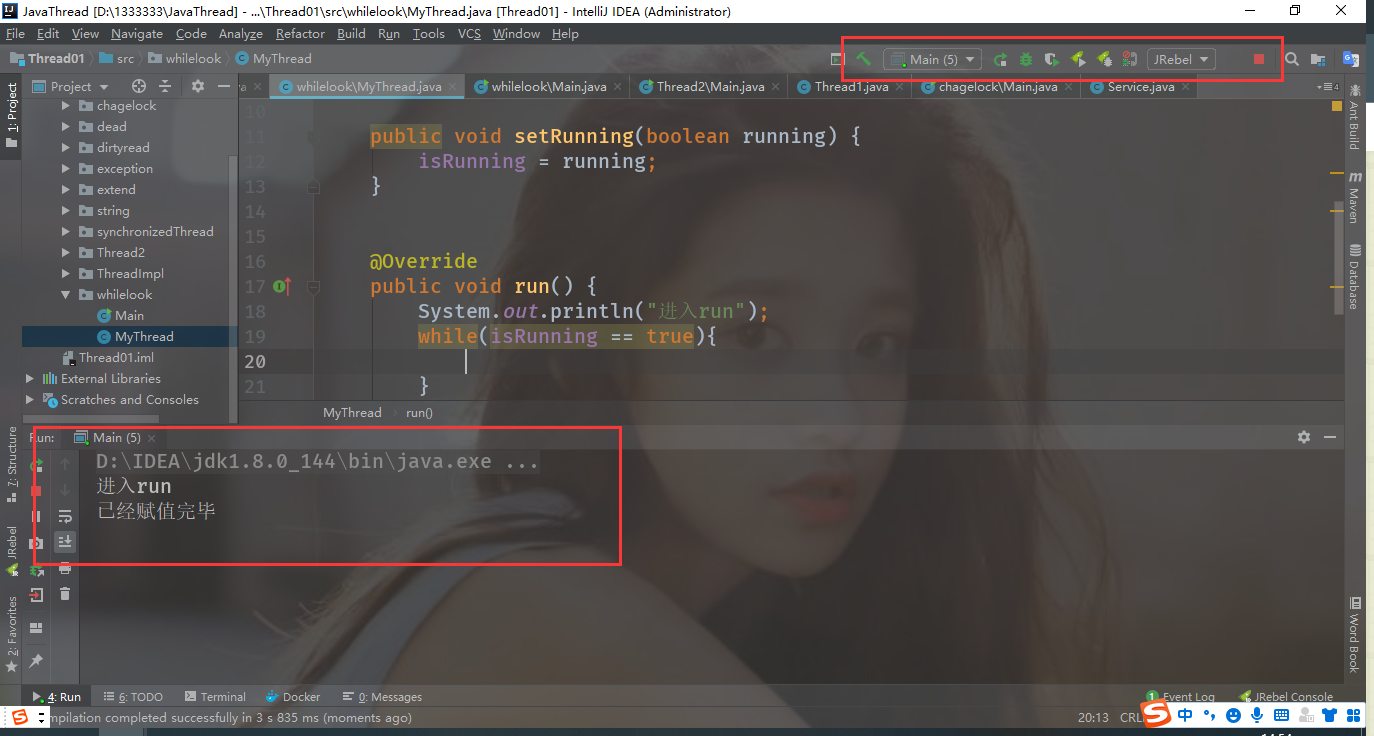 JavaThread [D:\1333333\JavaThread] - ...\Thread01\src\whilelook\MyThread.java [Thread01] - IntelliJ IDEA (Administrator)
File Edit View Navigate Code Analyze Refactor Build Run Tools VCS Window Help
Thread01 src whilelook MyThread Main (5) JRebel
Project whilelook\MyThread.java whilelook\Main.java Thread2\Main.java Thread1.java chagelock\Main.java Service.java
1: Project
Ant Build
Maven
Database
Word Book
chagelock
dead
dirtyread
exception
extend
string
synchronizedThread
Thread2
ThreadImpl
whilelook
Main
MyThread
Thread01.iml
External Libraries
Scratches and Consoles
10
11 public void setRunning(boolean running) {
12 isRunning = running;
13 }
14
15
16 @Override
17 public void run() {
18 System.out.println("进入run");
19 while(isRunning == true){
20
21 }
MyThread run()
Run: Main (5)
D:\IDEA\jdk1.8.0_144\bin\java.exe ...
进入run
已经赋值完毕
7: Structure
JRebel
2: Favorites
4: Run 6: TODO Terminal Docker 0: Messages 1 Event Log JRebel Console
mpilation completed successfully in 3 s 835 ms (moments ago) 20:13 CRL 中